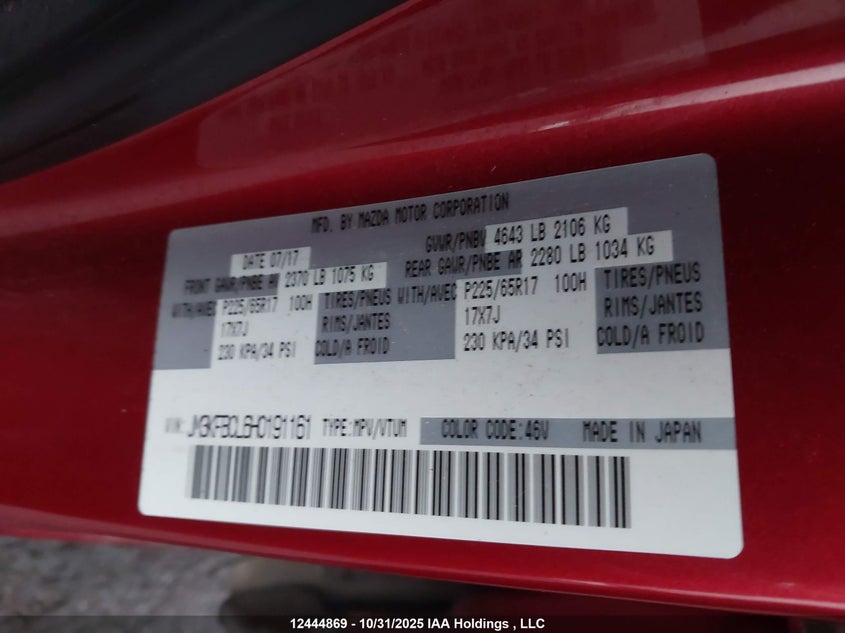 MFD. BY MAZDA MOTOR CORPORATION
DATE 07/17 GVWR/PNBV 4643 LB 2106 KG
FRONT GAWR/PNBE AV 2370 LB 1075 KG REAR GAWR/PNBE AR 2280 LB 1034 KG
WITH/AVEC P225/65R17 100H TIRES/PNEUS WITH/AVEC P225/65R17 100H TIRES/PNEUS
17X7J RIMS/JANTES 17X7J RIMS/JANTES
230 KPA/34 PSI COLD/A FROID 230 KPA/34 PSI COLD/A FROID
VIN: JM3KFBCL6H0191161 TYPE:MPV/VTUM COLOR CODE:46V MADE IN JAPAN
12444869 - 10/31/2025 IAA Holdings , LLC